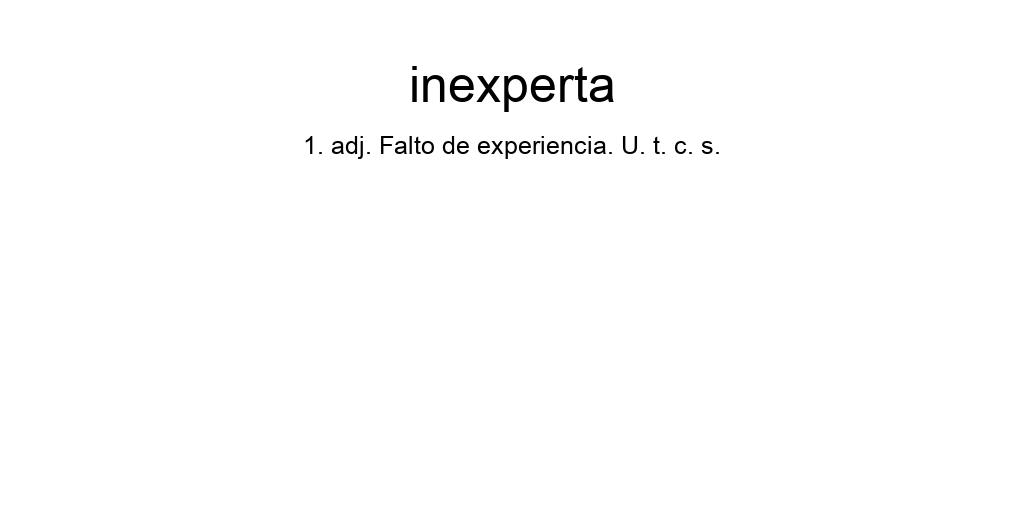 inexperta
1. adj. Falto de experiencia. U. t. c. s.